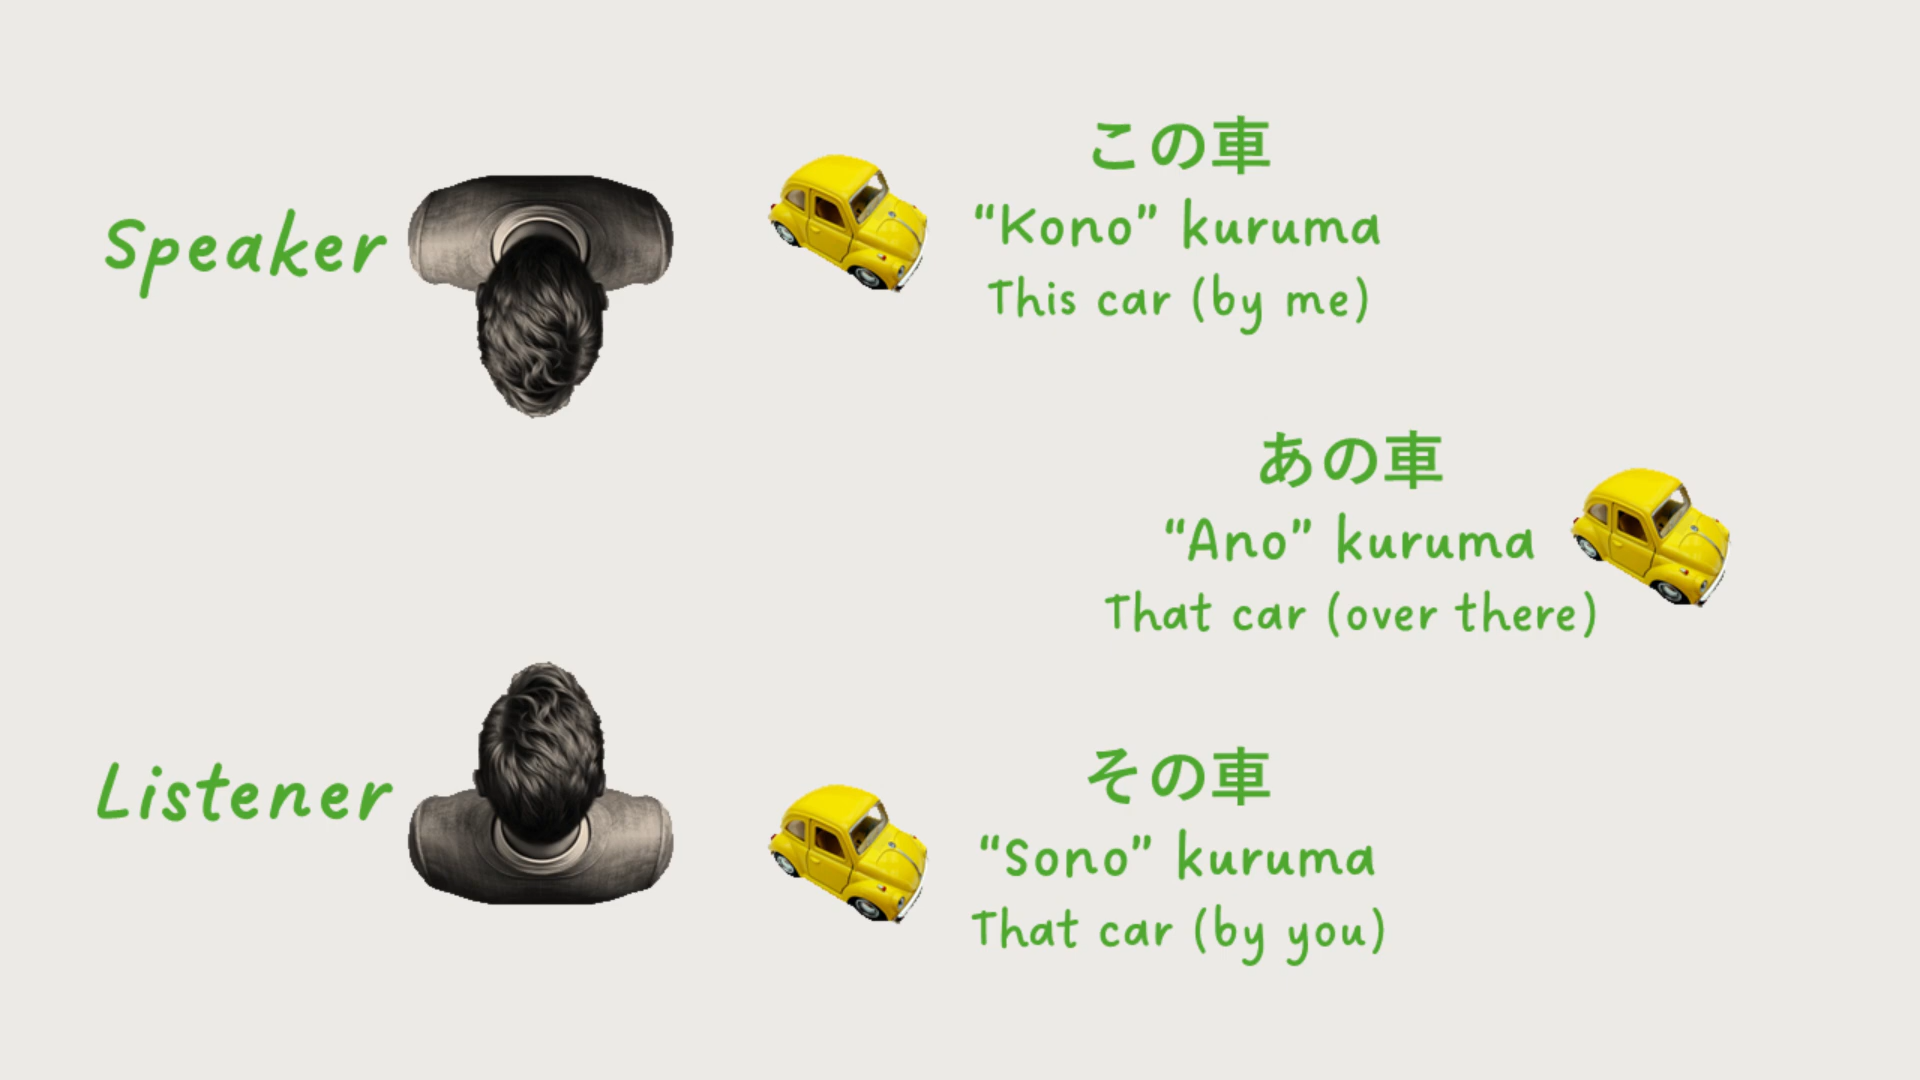 Speaker
この車
“Kono” kuruma
This car (by me)
あの車
“Ano” kuruma
That car (over there)
Listener
その車
“Sono” kuruma
That car (by you)